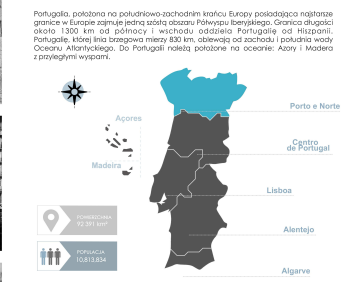 Portugalia, położona na południowo-zachodnim krańcu Europy posiadająca najstarsze
granice w Europie zajmuje jedną szóstą obszaru Półwyspu Iberyjskiego. Granica długości
około 1300 km od północy i wschodu oddziela Portugalię od Hiszpanii.
Portugalię, której linia brzegowa mierzy 830 km, oblewają od zachodu i południa wody
Oceanu Atlantyckiego. Do Portugalii należą położone na oceanie: Azory i Madera
z przyległymi wyspami.
Porto e Norte
Açores
Centro
de Portugal
Madeira
Lisboa
POWIERZCHNIA
92 391 km²
Alentejo
POPULACJA
10,813,834
Algarve